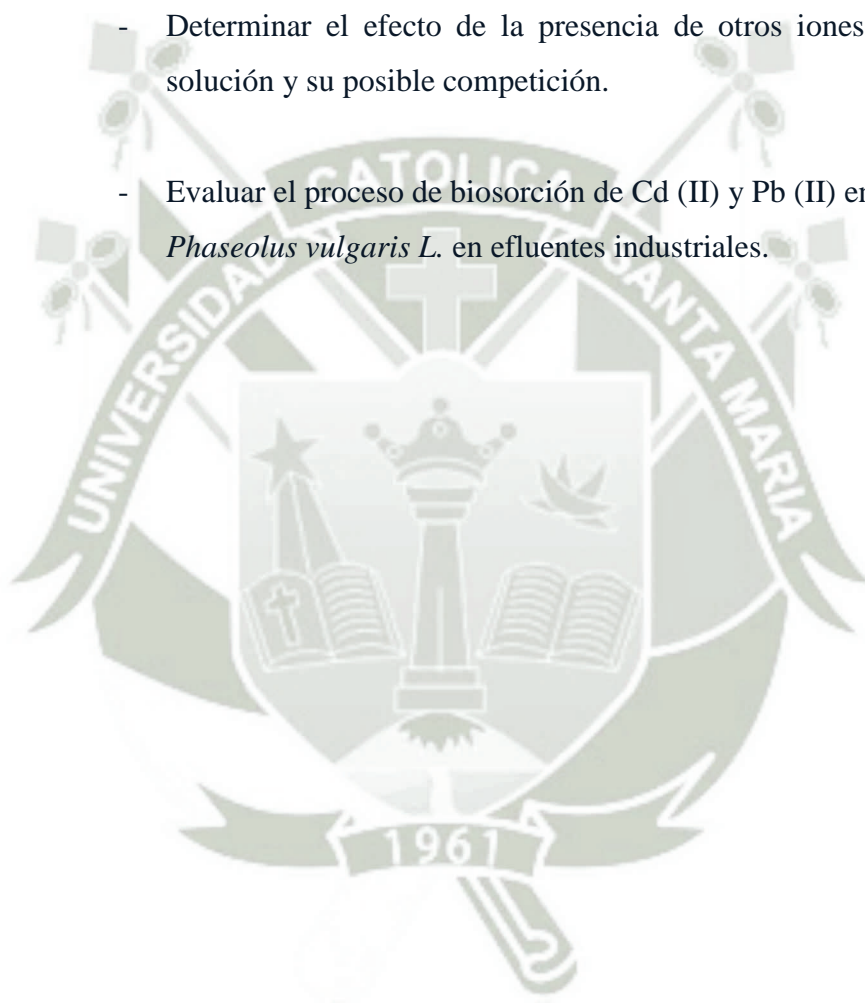 - Determinar el efecto de la presencia de otros iones
solución y su posible competición.
- Evaluar el proceso de biosorción de Cd (II) y Pb (II) en
Phaseolus vulgaris L. en efluentes industriales.
UNIVERSIDAD CATOLICA SANTA MARIA
1961